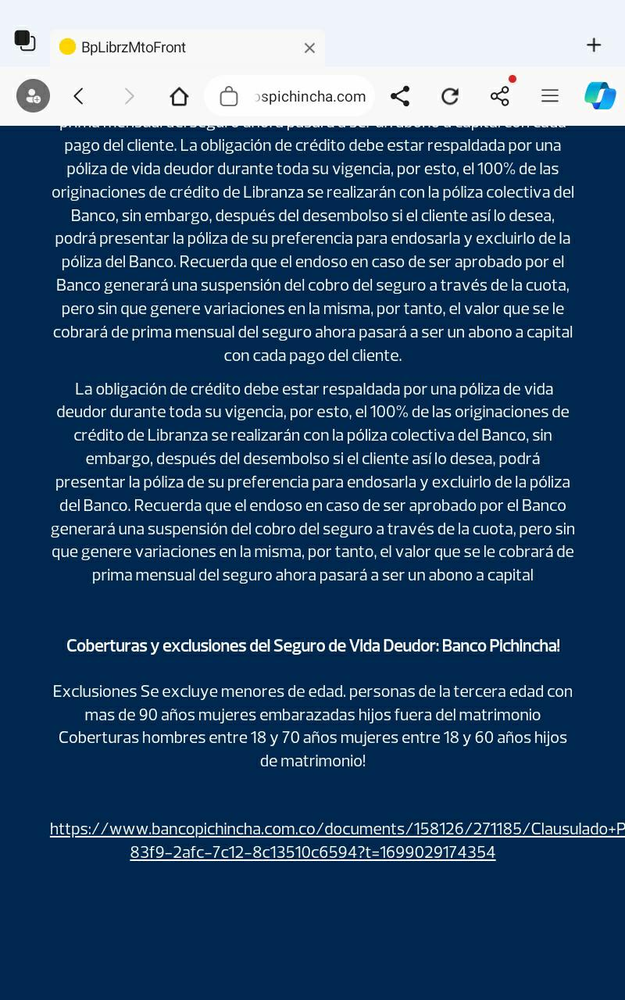 BpLibrzMtoFront
spichincha.com
prima mensual del seguro ahora pasará a ser un abono a capital con cada
pago del cliente. La obligación de crédito debe estar respaldada por una
póliza de vida deudor durante toda su vigencia, por esto, el 100% de las
originaciones de crédito de Libranza se realizarán con la póliza colectiva del
Banco, sin embargo, después del desembolso si el cliente así lo desea,
podrá presentar la póliza de su preferencia para endosarla y excluirlo de la
póliza del Banco. Recuerda que el endoso en caso de ser aprobado por el
Banco generará una suspensión del cobro del seguro a través de la cuota,
pero sin que genere variaciones en la misma, por tanto, el valor que se le
cobrará de prima mensual del seguro ahora pasará a ser un abono a capital
con cada pago del cliente.
La obligación de crédito debe estar respaldada por una póliza de vida
deudor durante toda su vigencia, por esto, el 100% de las originaciones de
crédito de Libranza se realizarán con la póliza colectiva del Banco, sin
embargo, después del desembolso si el cliente así lo desea, podrá
presentar la póliza de su preferencia para endosarla y excluirlo de la póliza
del Banco. Recuerda que el endoso en caso de ser aprobado por el Banco
generará una suspensión del cobro del seguro a través de la cuota, pero sin
que genere variaciones en la misma, por tanto, el valor que se le cobrará de
prima mensual del seguro ahora pasará a ser un abono a capital
Coberturas y exclusiones del Seguro de Vida Deudor: Banco Pichincha!
Exclusiones Se excluye menores de edad. personas de la tercera edad con
mas de 90 años mujeres embarazadas hijos fuera del matrimonio
Coberturas hombres entre 18 y 70 años mujeres entre 18 y 60 años hijos
de matrimonio!
https://www.bancopichincha.com.co/documents/158126/271185/Clausulado+P
83f9-2afc-7c12-8c13510c6594?t=1699029174354